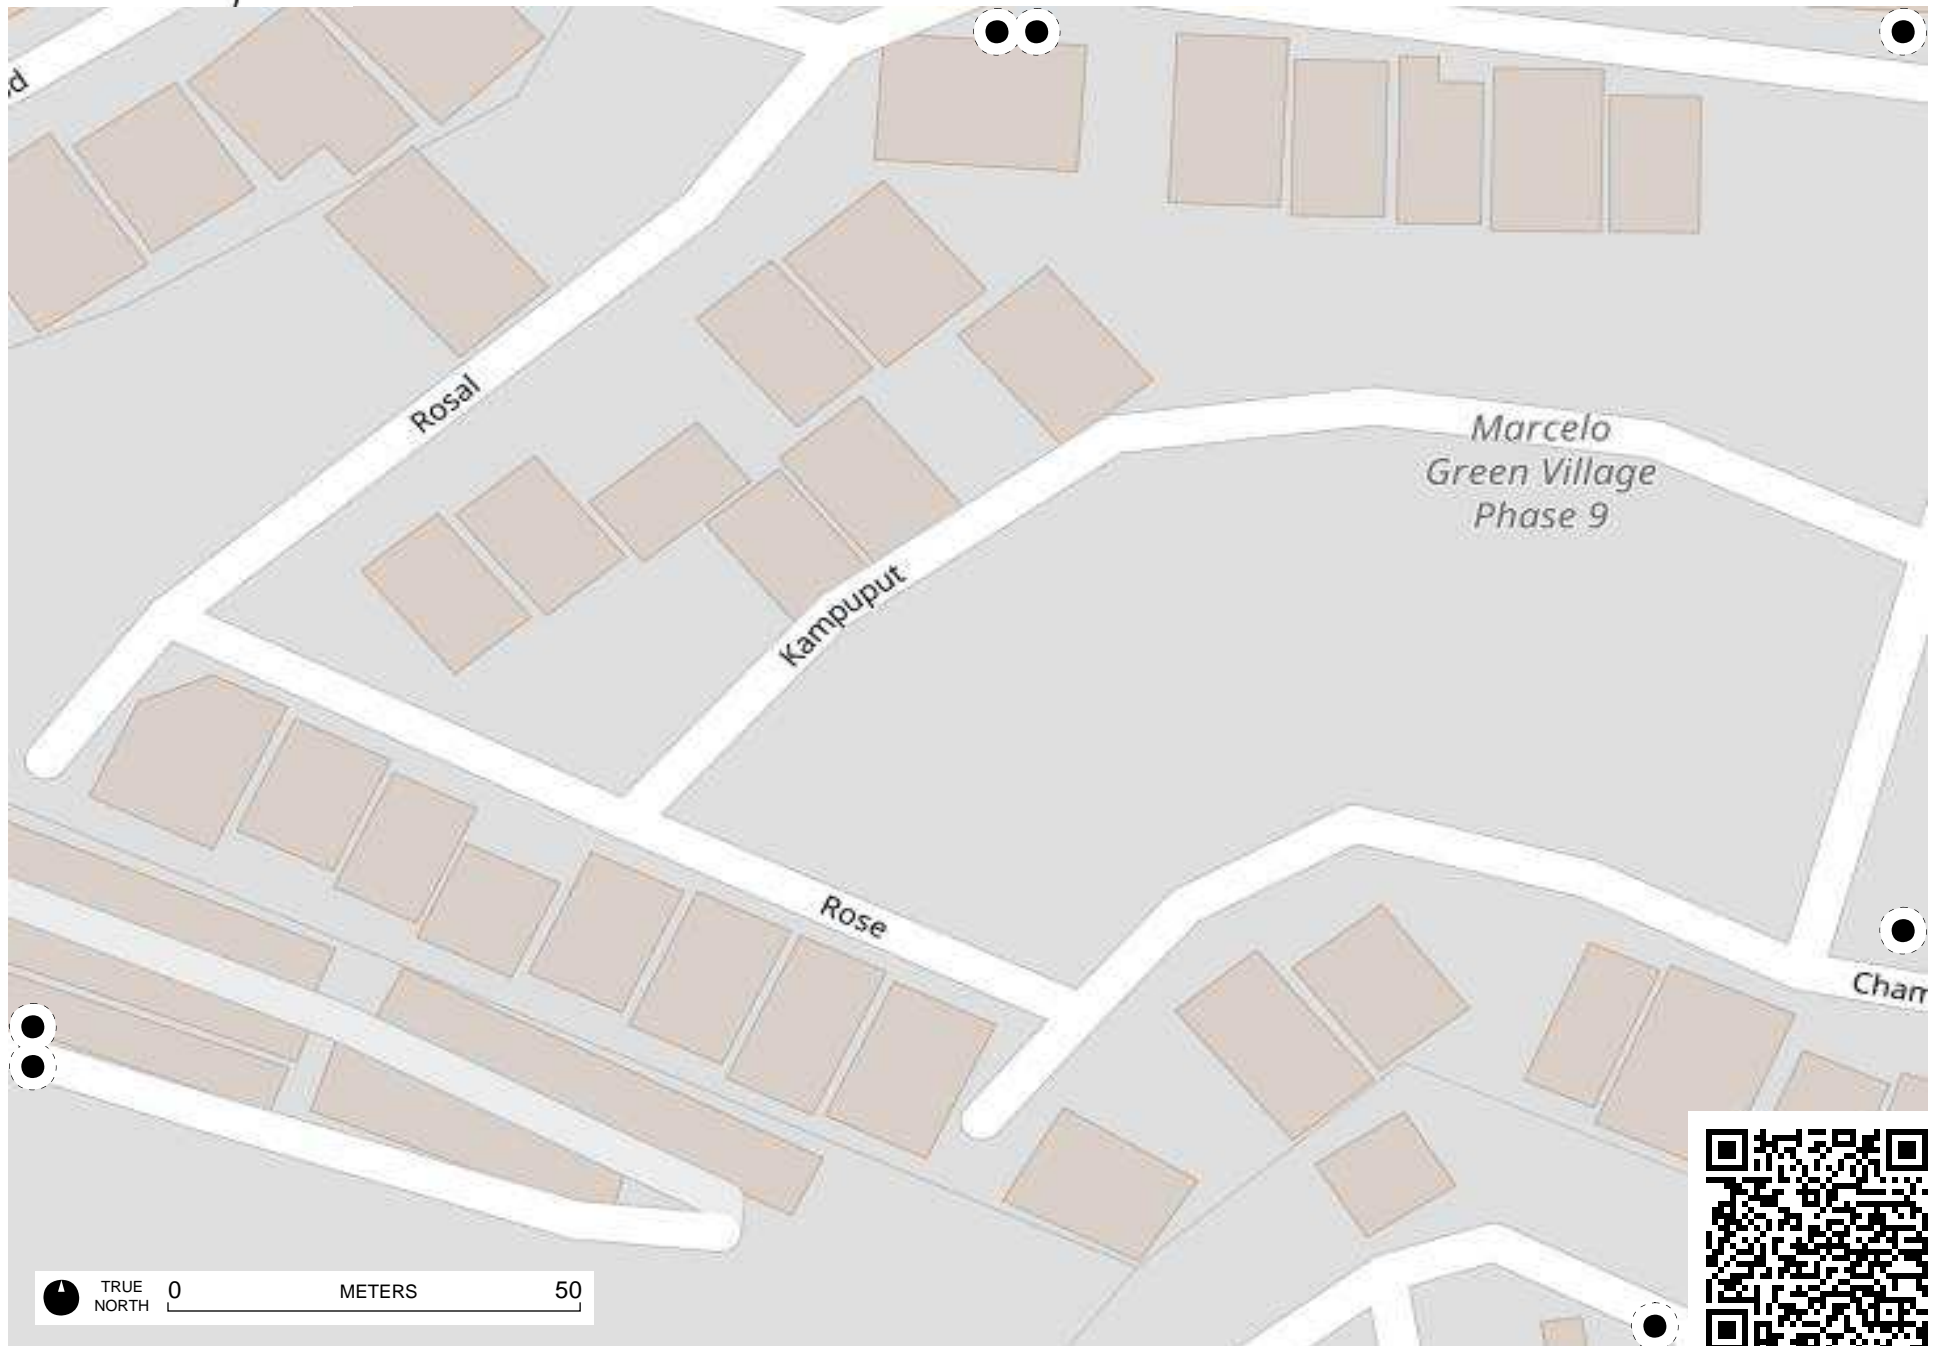 Rosal
Marcelo
Green Village
Phase 9
Kampuput
Rose
Cham
TRUE
NORTH
0 METERS 50